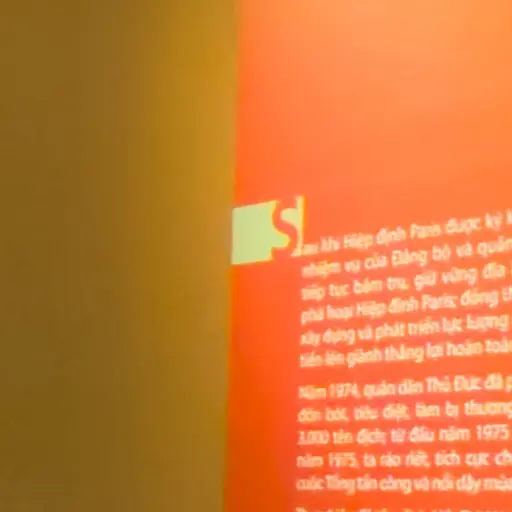 Sau khi Hiệp định Paris được ký k
nhiệm vụ của Đảng bộ và quân
tiếp tục bám trụ, giữ vững địa
phá hoại Hiệp định Paris; đồng th
xây dựng và phát triển lực lượng
tiến lên giành thắng lợi hoàn toàn
Năm 1974, quân dân Thủ Đức đã p
đồn bót, tiêu diệt, làm bị thương
3.000 tên địch; từ đầu năm 1975
năm 1975, ta ráo riết, tích cực ch
cuộc Tổng tấn công và nổi dậy mùa